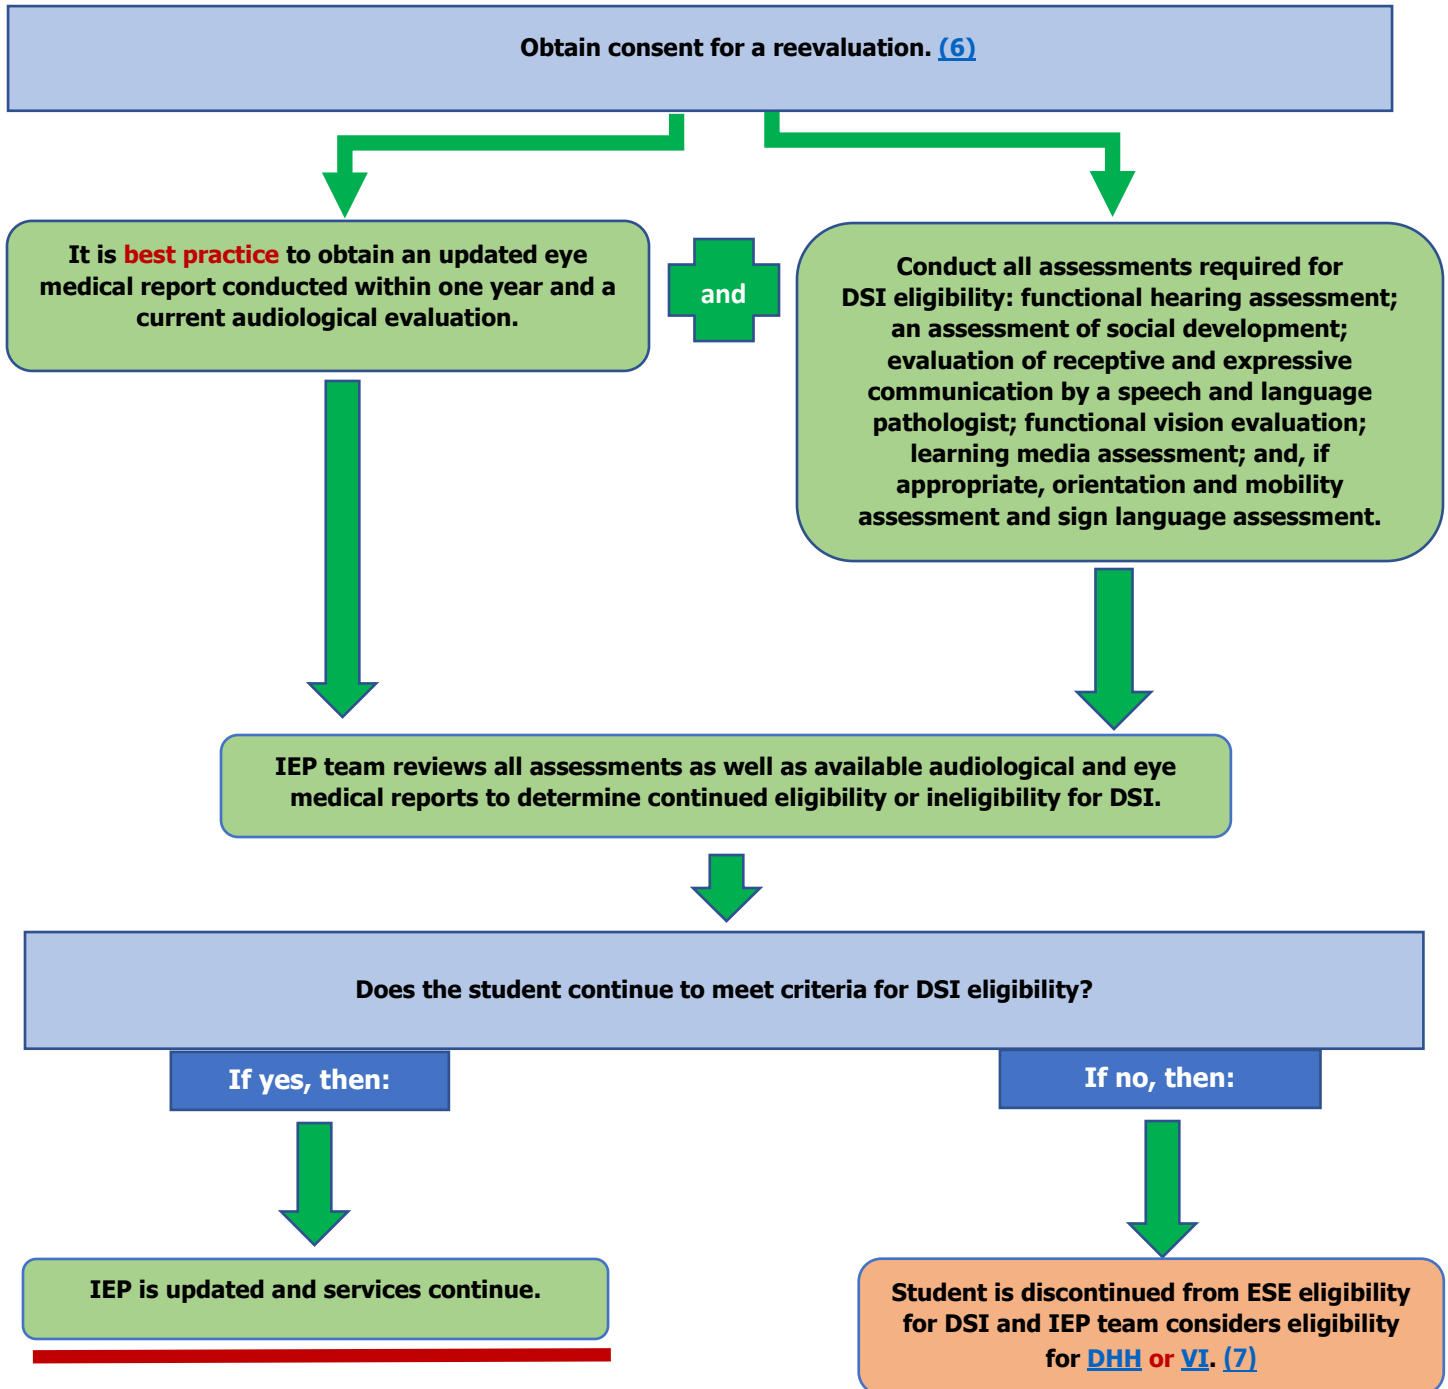 Obtain consent for a reevaluation. (6)
It is best practice to obtain an updated eye
medical report conducted within one year and a
current audiological evaluation.
and
Conduct all assessments required for
DSI eligibility: functional hearing assessment;
an assessment of social development;
evaluation of receptive and expressive
communication by a speech and language
pathologist; functional vision evaluation;
learning media assessment; and, if
appropriate, orientation and mobility
assessment and sign language assessment.
IEP team reviews all assessments as well as available audiological and eye
medical reports to determine continued eligibility or ineligibility for DSI.
Does the student continue to meet criteria for DSI eligibility?
If yes, then:
If no, then:
IEP is updated and services continue.
Student is discontinued from ESE eligibility
for DSI and IEP team considers eligibility
for DHH or VI. (7)